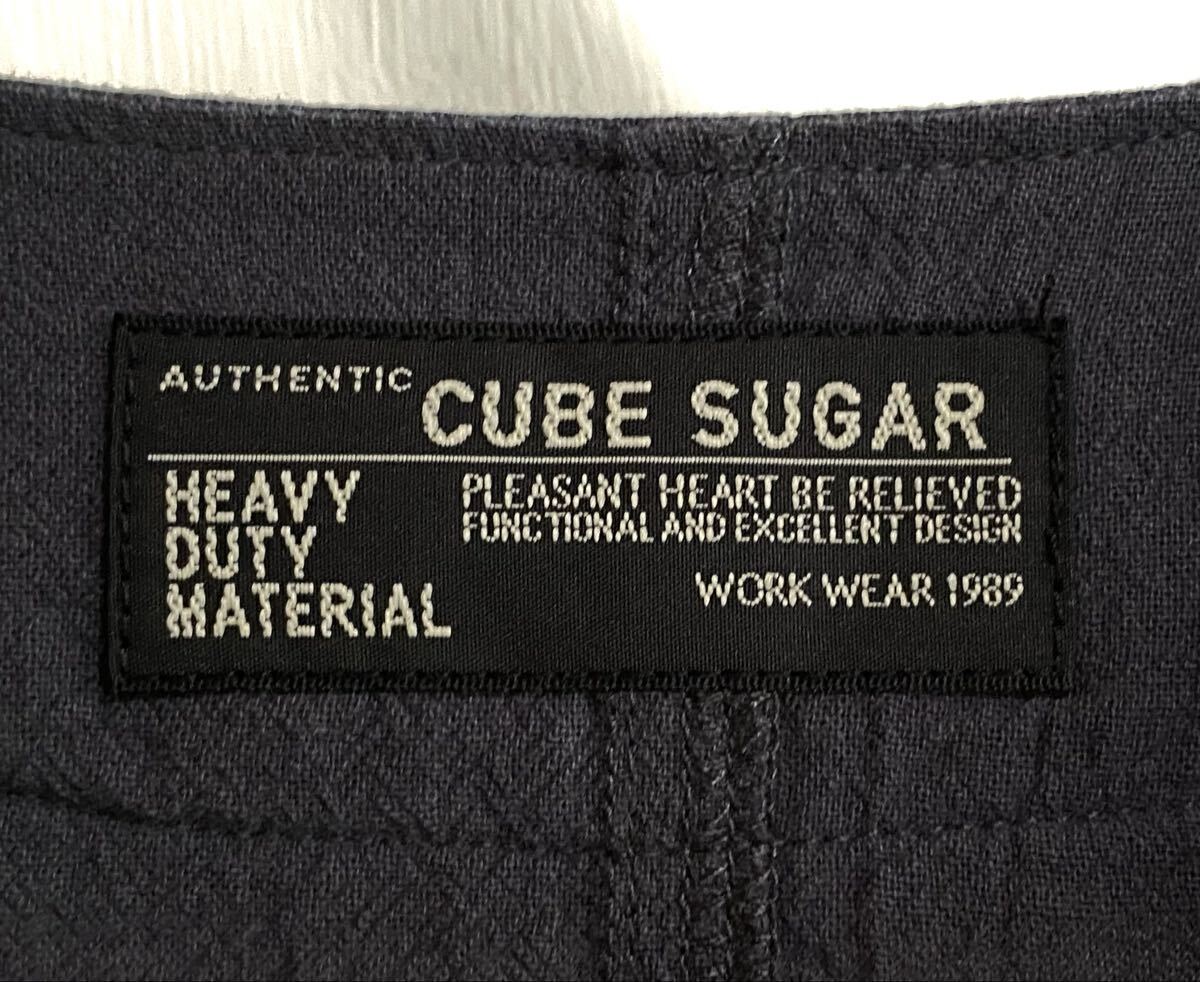 AUTHENTIC CUBE SUGAR
HEAVY
DUTY
MATERIAL
PLEASANT HEART BE RELIEVED
FUNCTIONAL AND EXCELLENT DESIGN
WORK WEAR 1989